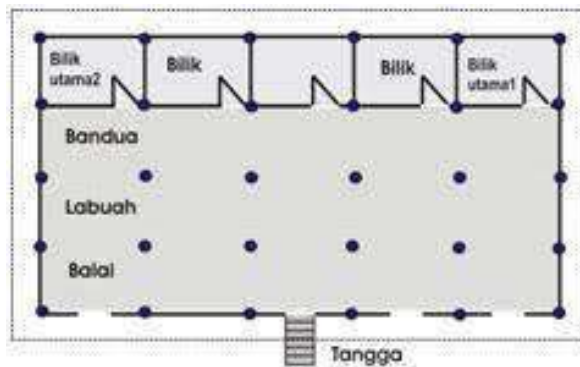 Bilik
utama2
Bilik
Bilik
Bilik
utama1
Bandua
Labuah
Balai
Tangga